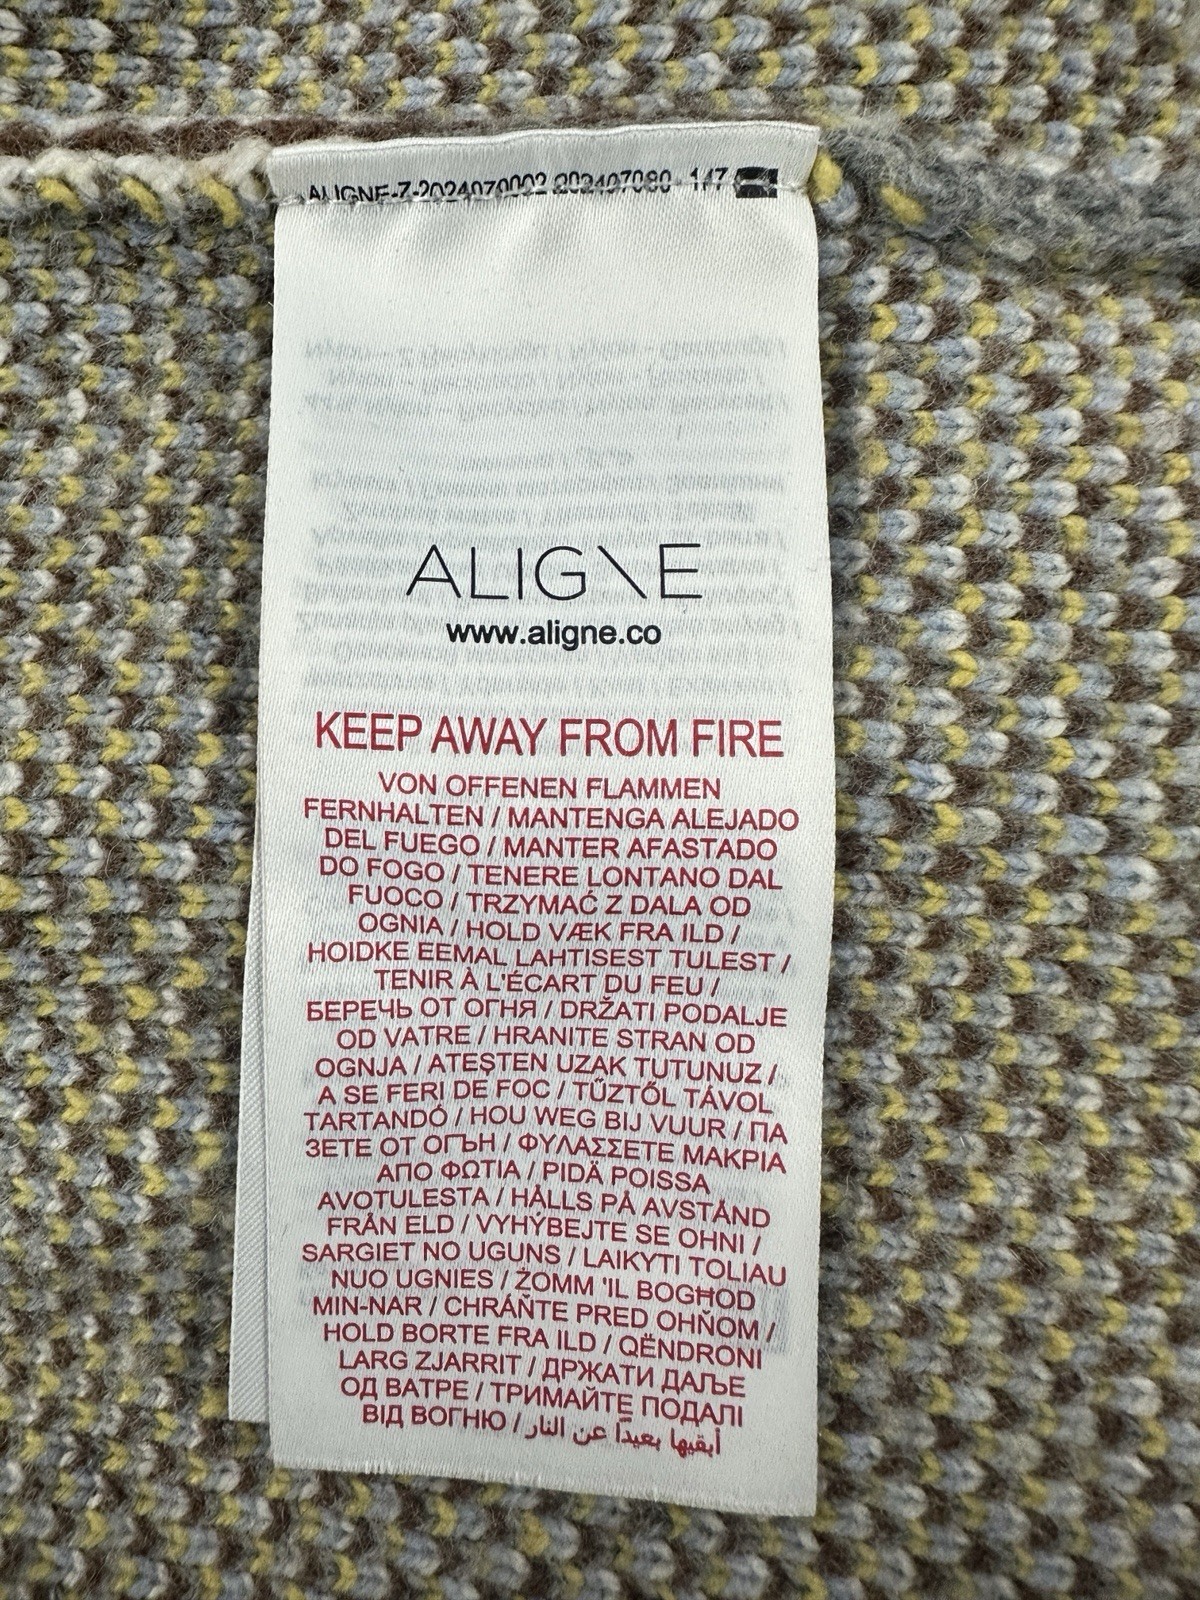 ALIGNE-Z-2024070002 202407080 1/7
ALIG\E
www.aligne.co
KEEP AWAY FROM FIRE
VON OFFENEN FLAMMEN
FERNHALTEN / MANTENGA ALEJADO
DEL FUEGO / MANTER AFASTADO
DO FOGO / TENERE LONTANO DAL
FUOCO / TRZYMAĆ Z DALA OD
OGNIA / HOLD VÆK FRA ILD /
HOIDKE EEMAL LAHTISEST TULEST /
TENIR À L'ÉCART DU FEU /
БЕРЕЧЬ ОТ ОГНЯ / DRŽATI PODALJE
OD VATRE / HRANITE STRAN OD
OGNJA / ATEŞTEN UZAK TUTUNUZ /
A SE FERI DE FOC / TŰZTŐL TÁVOL
TARTANDÓ / HOU WEG BIJ VUUR / ПА
ЗЕТЕ ОТ ОГЪН / ΦΥΛΑΣΣΕΤΕ ΜΑΚΡΙΑ
ΑΠΟ ΦΩΤΙΑ / PIDÄ POISSA
AVOTULESTA / HÅLLS PÅ AVSTÅND
FRÅN ELD / VYHÝBEJTE SE OHNI /
SARGIET NO UGUNS / LAIKYTI TOLIAU
NUO UGNIES / ŻOMM 'IL BOGĦOD
MIN-NAR / CHRÁŇTE PRED OHŇOM /
HOLD BORTE FRA ILD / QËNDRONI
LARG ZJARRIT / ДРЖАТИ ДАЉЕ
ОД ВАТРЕ / ТРИМАЙТЕ ПОДАЛІ
ВІД ВОГНЮ / أبقيها بعيداً عن النار